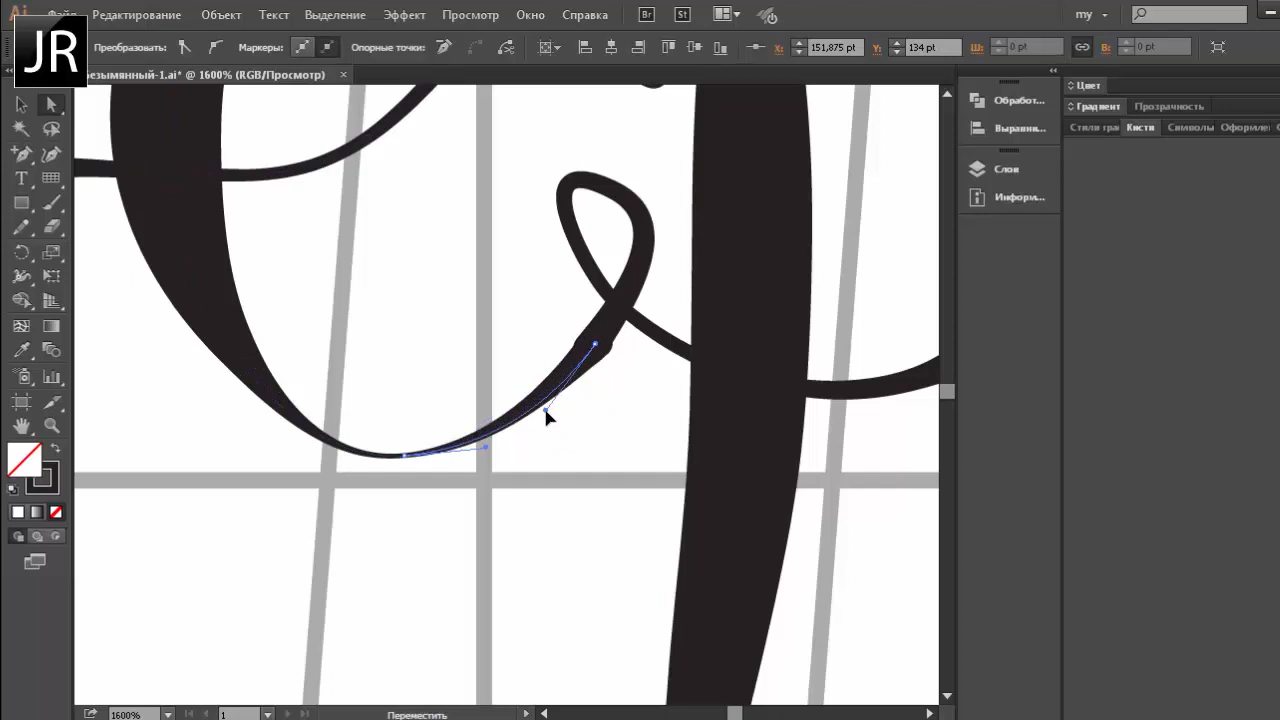 Ai Файл Редактирование Объект Текст Выделение Эффект Просмотр Окно Справка Br St my
JR
Преобразовать: Маркеры: Опорные точки: X: 151,875 pt Y: 134 pt Ш: 0 pt В: 0 pt
Безымянный-1.ai* @ 1600% (RGB/Просмотр) ×
Обработ...
Выравни...
Слои
Информ...
Цвет
Градиент Прозрачность
Стили гра Кисти Символы Оформле
T
1600% 1 Переместить